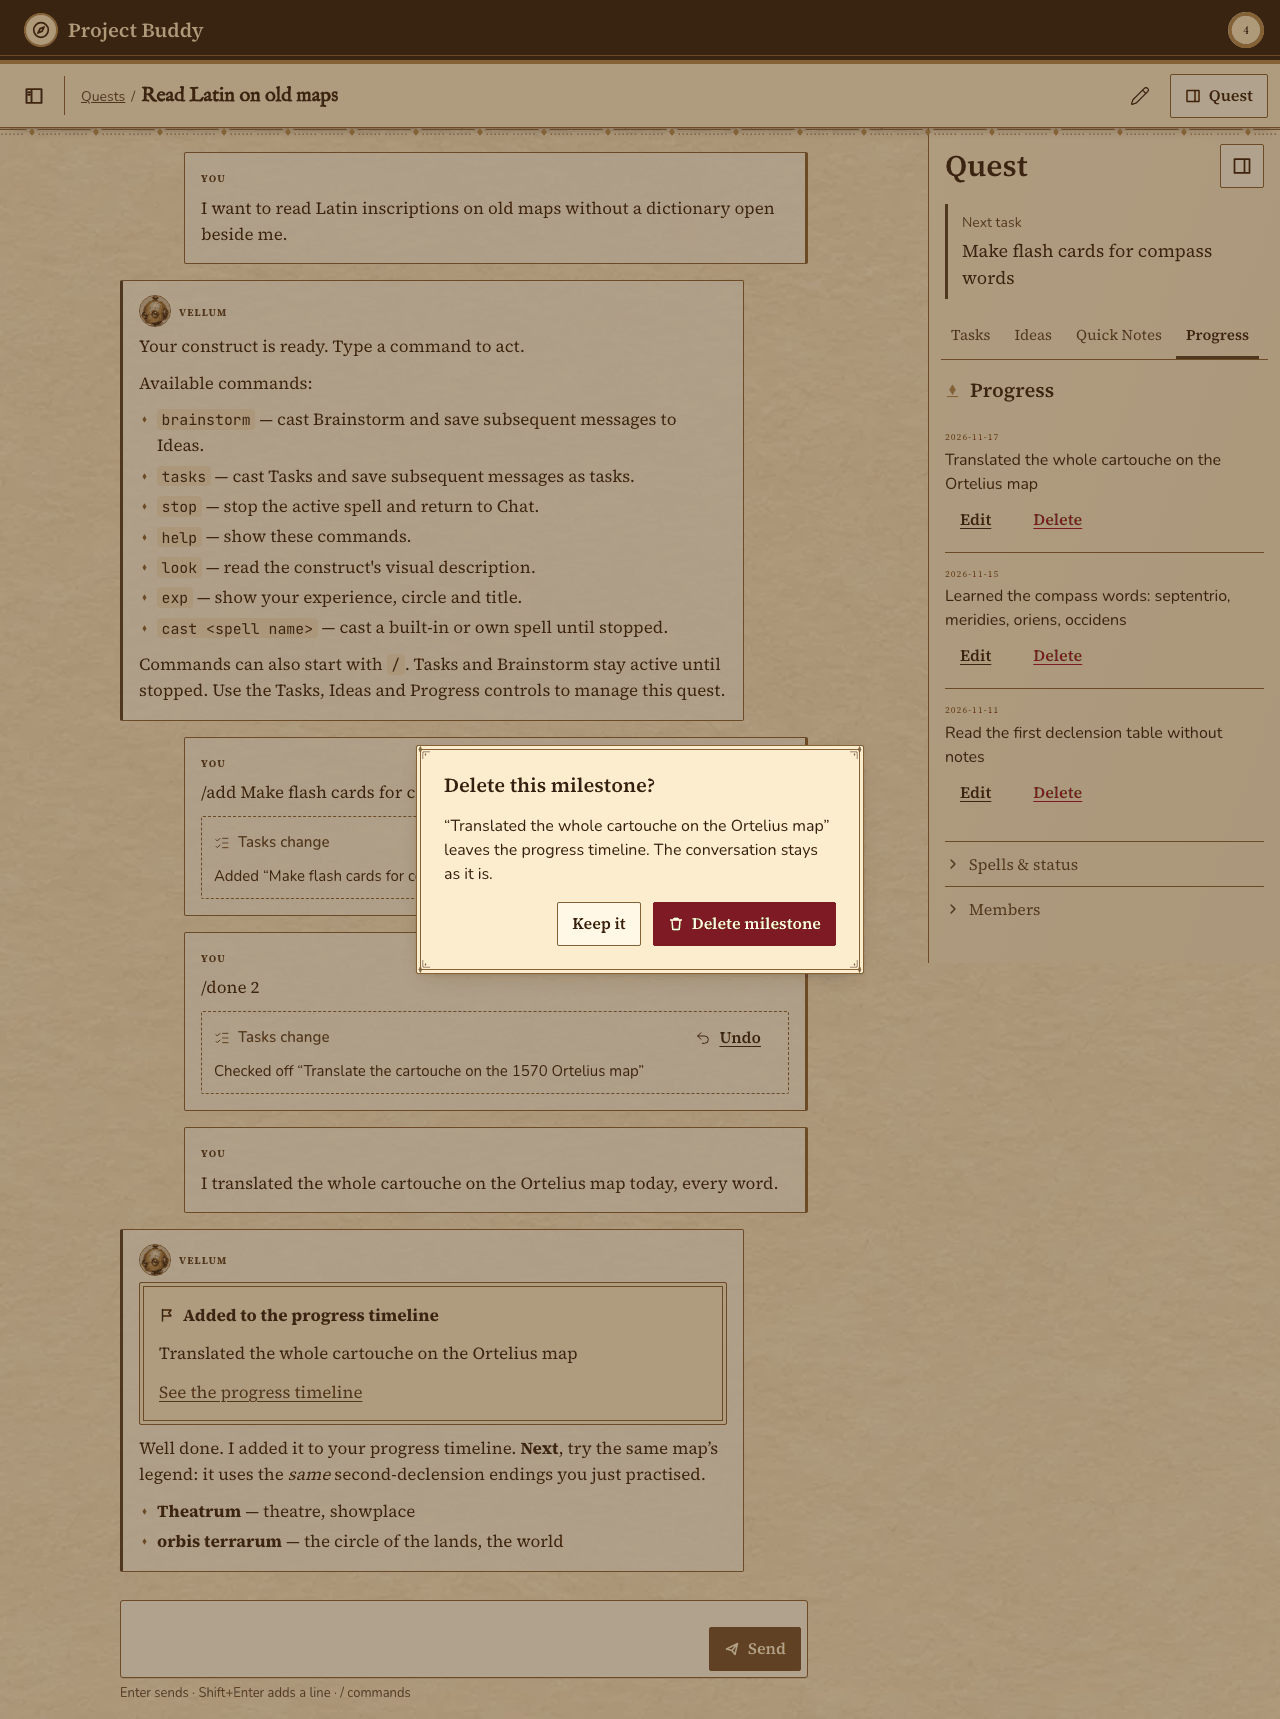 Project Buddy
4
Quests / Read Latin on old maps
Quest
YOU
I want to read Latin inscriptions on old maps without a dictionary open
beside me.
VELLUM
Your construct is ready. Type a command to act.
Available commands:
brainstorm — cast Brainstorm and save subsequent messages to
Ideas.
tasks — cast Tasks and save subsequent messages as tasks.
stop — stop the active spell and return to Chat.
help — show these commands.
look — read the construct's visual description.
exp — show your experience, circle and title.
cast <spell name> — cast a built-in or own spell until stopped.
Commands can also start with / . Tasks and Brainstorm stay active until
stopped. Use the Tasks, Ideas and Progress controls to manage this quest.
YOU
/add Make flash cards for
Tasks change
Added “Make flash cards for
YOU
/done 2
Tasks change
Undo
Checked off “Translate the cartouche on the 1570 Ortelius map”
YOU
I translated the whole cartouche on the Ortelius map today, every word.
VELLUM
Added to the progress timeline
Translated the whole cartouche on the Ortelius map
See the progress timeline
Well done. I added it to your progress timeline. Next, try the same map’s
legend: it uses the same second-declension endings you just practised.
Theatrum — theatre, showplace
orbis terrarum — the circle of the lands, the world
Send
Enter sends · Shift+Enter adds a line · / commands
Delete this milestone?
“Translated the whole cartouche on the Ortelius map”
leaves the progress timeline. The conversation stays
as it is.
Keep it
Delete milestone
Quest
Next task
Make flash cards for compass
words
Tasks Ideas Quick Notes Progress
Progress
2026-11-17
Translated the whole cartouche on the
Ortelius map
Edit Delete
2026-11-15
Learned the compass words: septentrio,
meridies, oriens, occidens
Edit Delete
2026-11-11
Read the first declension table without
notes
Edit Delete
Spells & status
Members